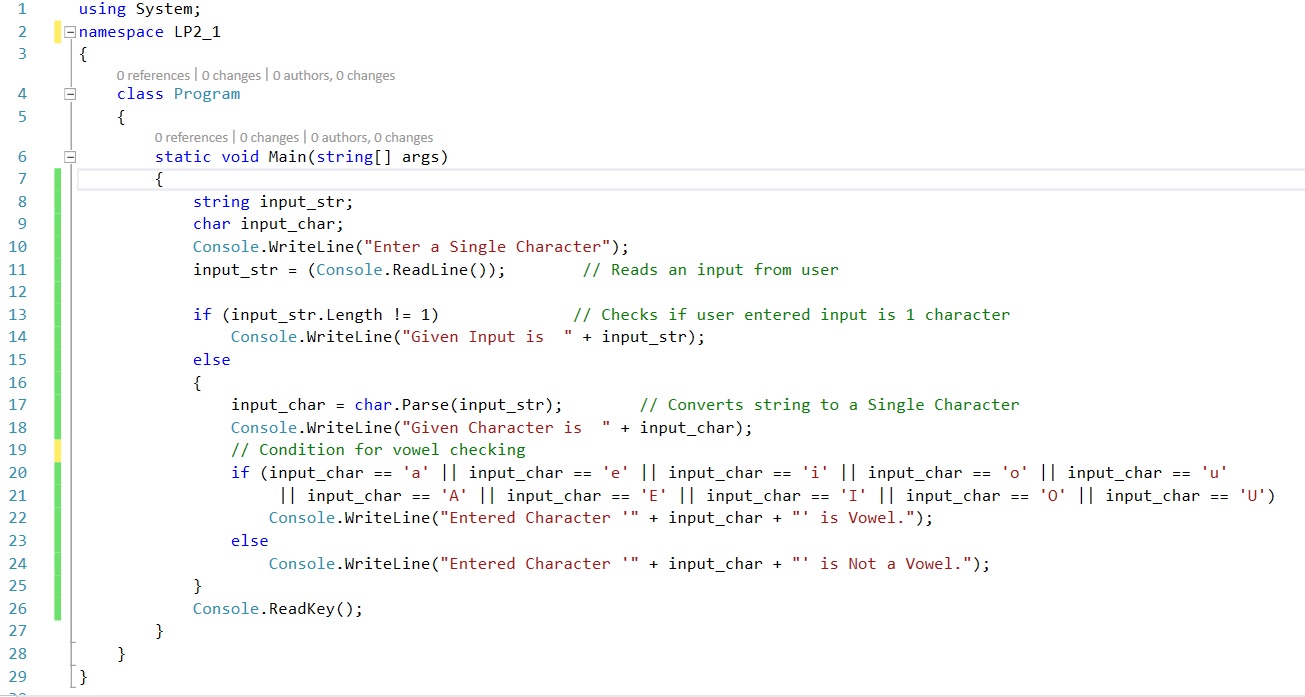 1 using System;
2 namespace LP2_1
3 {
0 references | 0 changes | 0 authors, 0 changes
4     class Program
5     {
0 references | 0 changes | 0 authors, 0 changes
6         static void Main(string[] args)
7         {
8             string input_str;
9             char input_char;
10             Console.WriteLine("Enter a Single Character");
11             input_str = (Console.ReadLine());        // Reads an input from user
12
13             if (input_str.Length != 1)              // Checks if user entered input is 1 character
14                 Console.WriteLine("Given Input is  " + input_str);
15             else
16             {
17                 input_char = char.Parse(input_str);        // Converts string to a Single Character
18                 Console.WriteLine("Given Character is  " + input_char);
19                 // Condition for vowel checking
20                 if (input_char == 'a' || input_char == 'e' || input_char == 'i' || input_char == 'o' || input_char == 'u'
21                      || input_char == 'A' || input_char == 'E' || input_char == 'I' || input_char == 'O' || input_char == 'U')
22                     Console.WriteLine("Entered Character '" + input_char + "' is Vowel.");
23                 else
24                     Console.WriteLine("Entered Character '" + input_char + "' is Not a Vowel.");
25             }
26             Console.ReadKey();
27         }
28     }
29 }